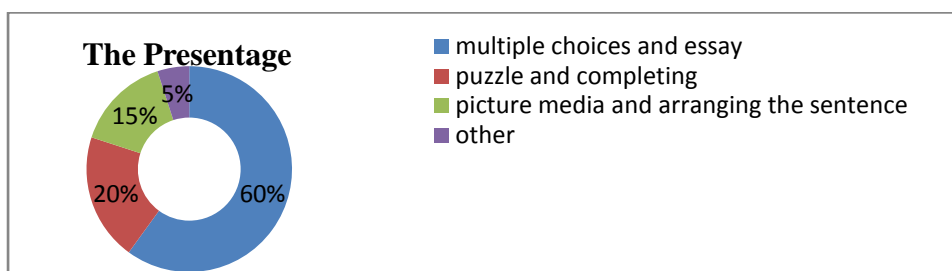 The Presentage
multiple choices and essay
puzzle and completing
picture media and arranging the sentence
other
5%
15%
20%
60%